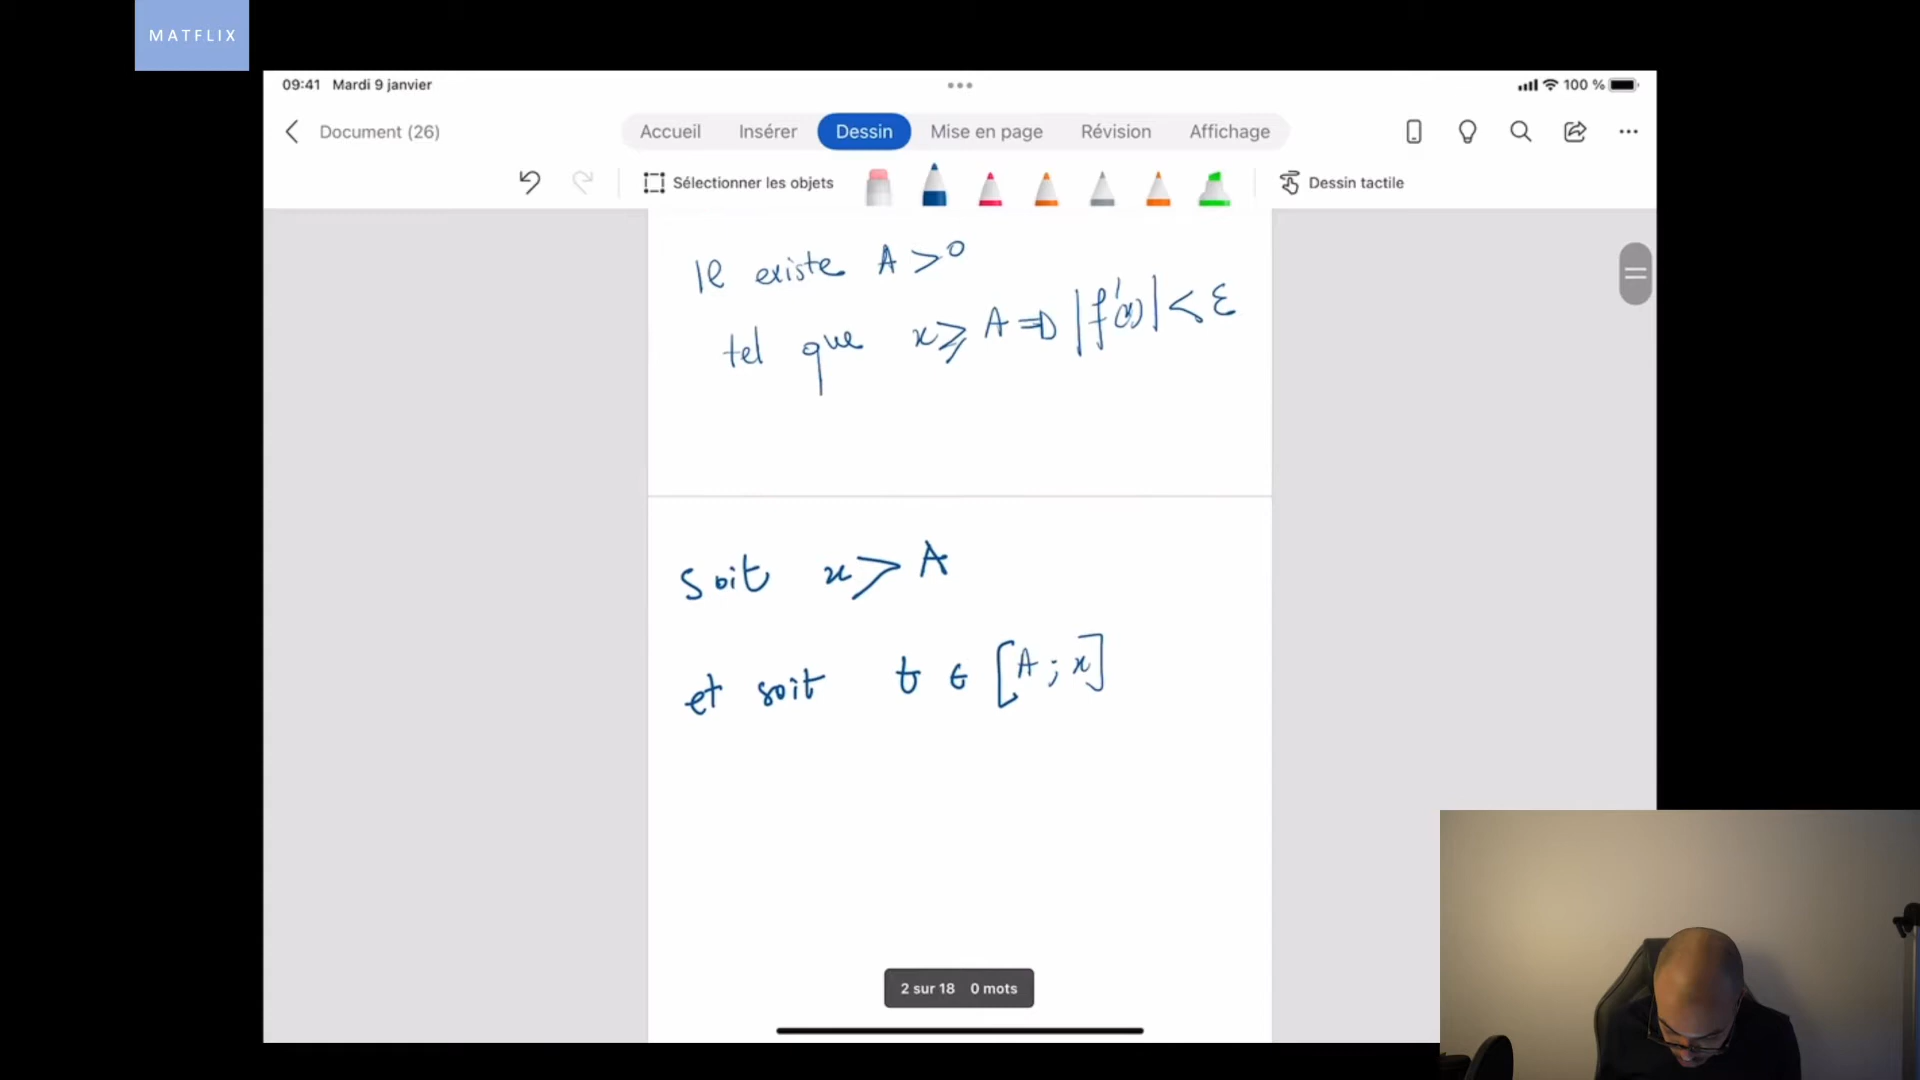 MATFLIX
09:41 Mardi 9 janvier
100 %
Document (26)
Accueil Insérer Dessin Mise en page Révision Affichage
Sélectionner les objets
Dessin tactile
Il existe A > 0
tel que x ⩾ A ⇒ |f'(x)| < ε
Soit x > A
et soit t ∈ [A ; x]
2 sur 18 0 mots